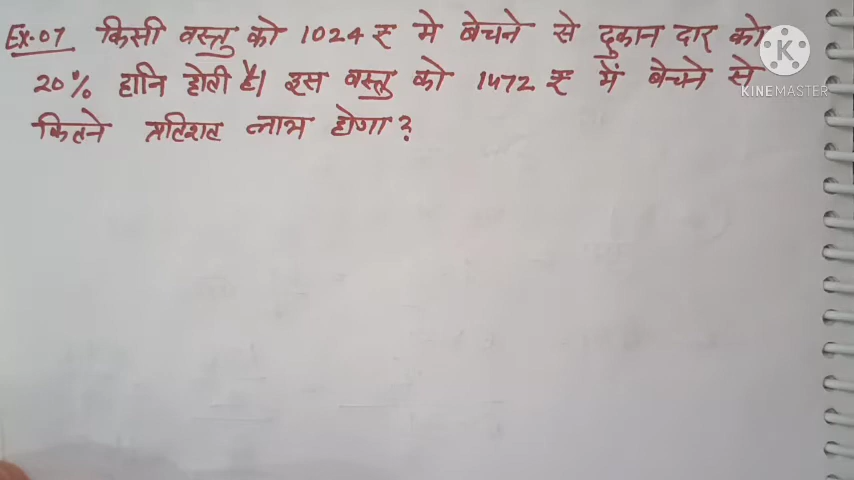 Ex-07 किसी वस्तु को 1024 ₹ मे बेचने से दुकान दार को
20% हानि होती है। इस वस्तु को 1472 ₹ में बेचने से
कितने प्रतिशत लाभ होगा ?
KINEMASTER